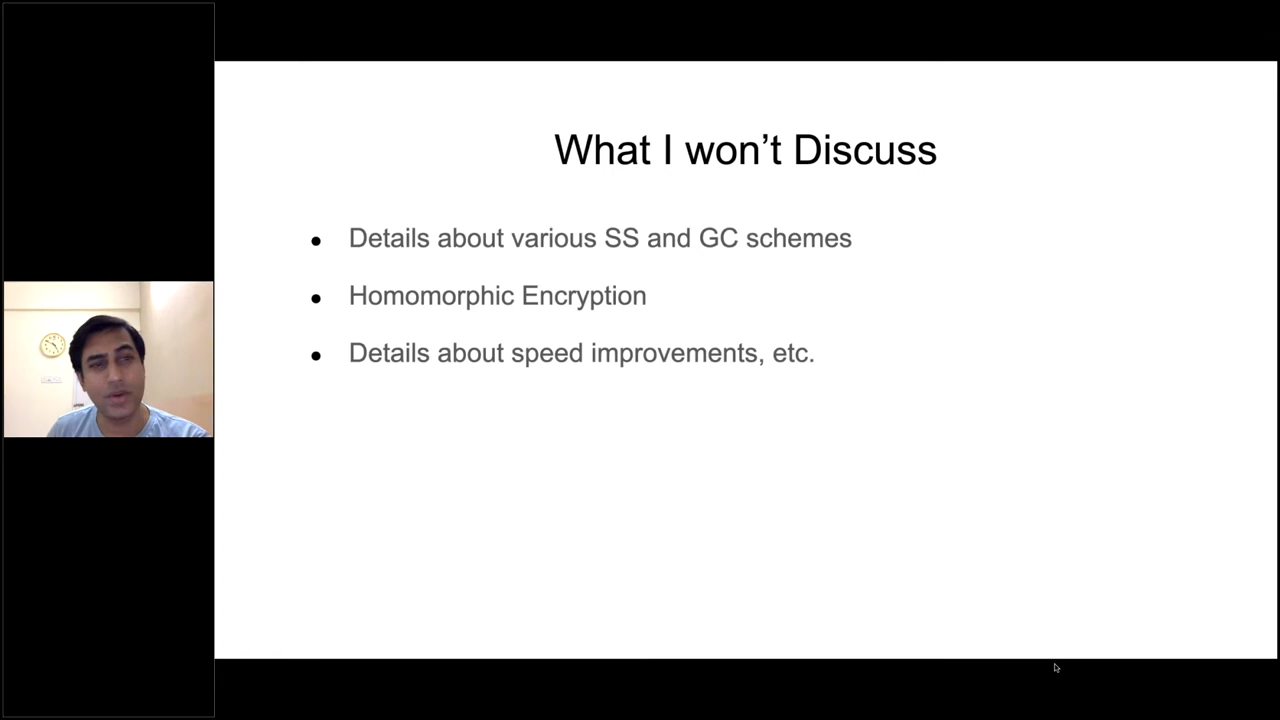 What I won’t Discuss
● Details about various SS and GC schemes
● Homomorphic Encryption
● Details about speed improvements, etc.